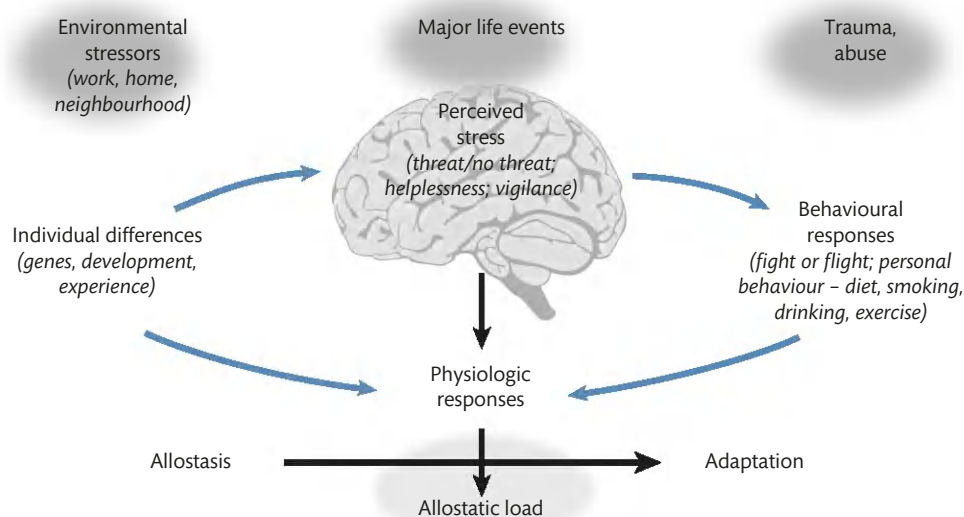 Environmental
stressors
(work, home,
neighbourhood)
Major life events
Trauma,
abuse
Perceived
stress
(threat/no threat;
helplessness; vigilance)
Individual differences
(genes, development,
experience)
Behavioural
responses
(fight or flight; personal
behaviour – diet, smoking,
drinking, exercise)
Physiologic
responses
Allostasis
Adaptation
Allostatic load